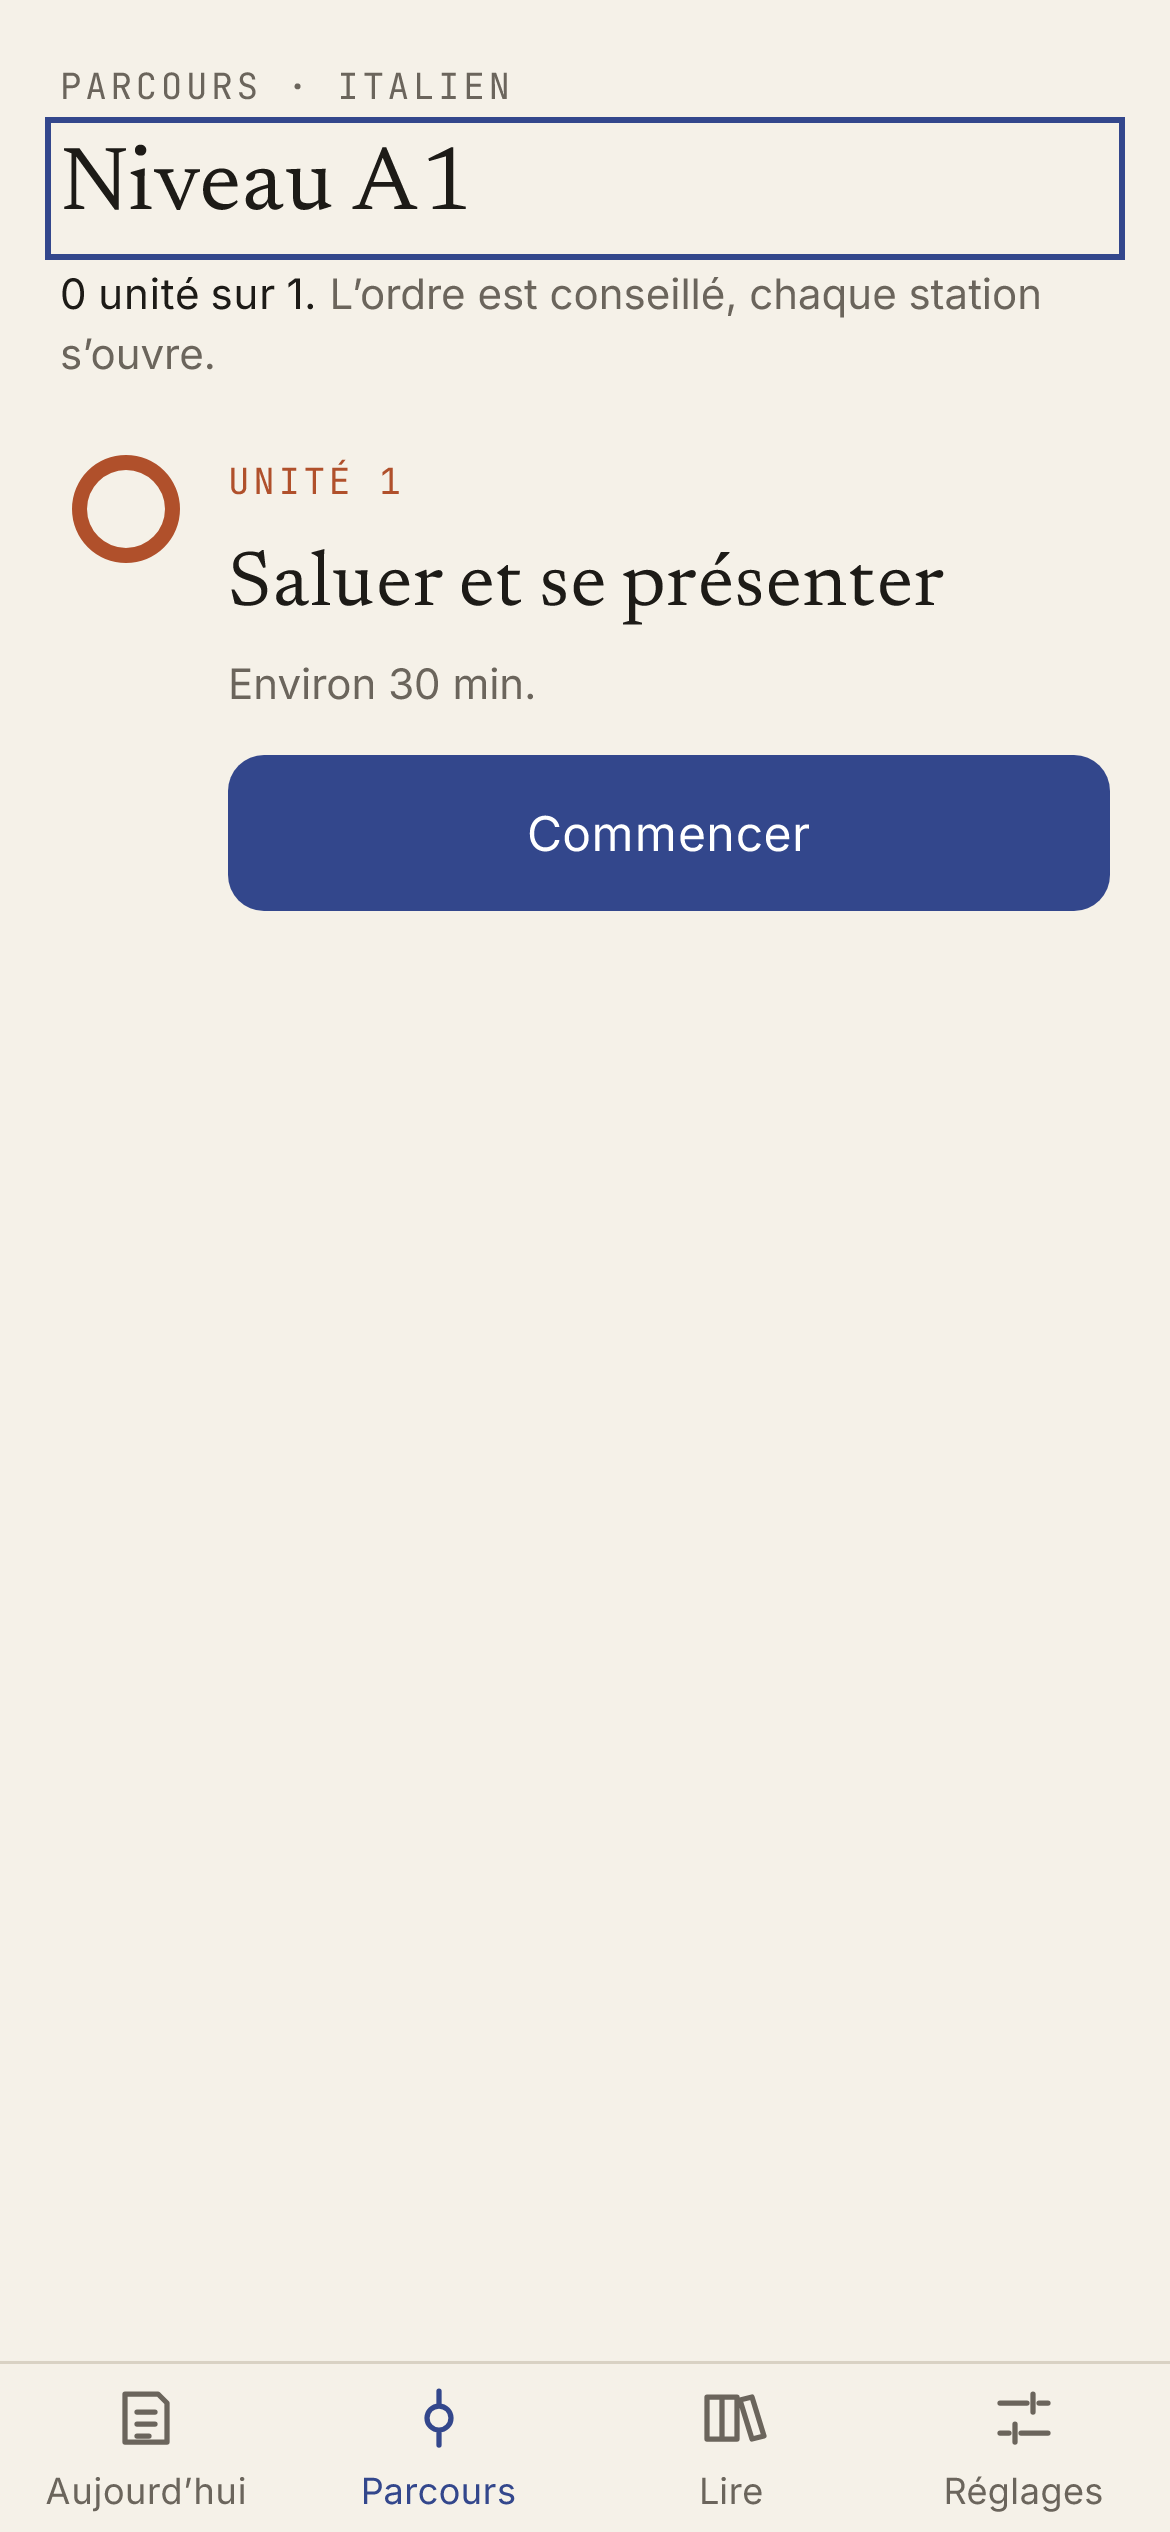 PARCOURS · ITALIEN
Niveau A1
0 unité sur 1. L’ordre est conseillé, chaque station
s’ouvre.
UNITÉ 1
Saluer et se présenter
Environ 30 min.
Commencer
Aujourd’hui
Parcours
Lire
Réglages